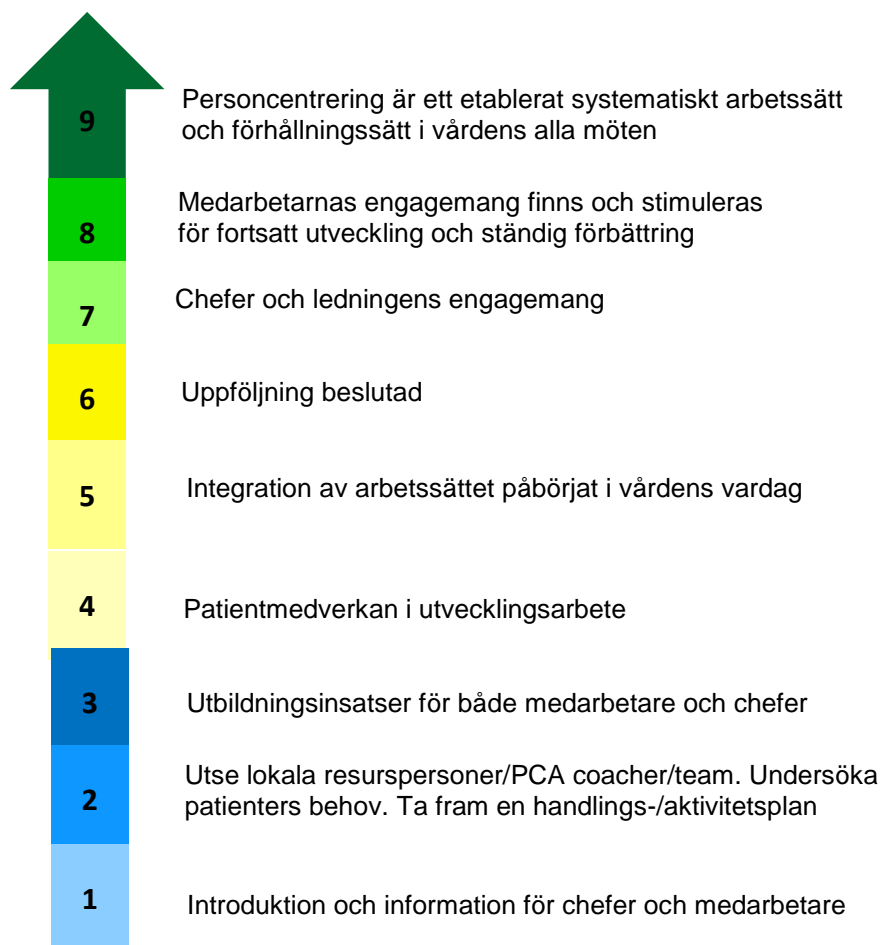 9
Personcentrering är ett etablerat systematiskt arbetssätt
och förhållningssätt i vårdens alla möten
8
Medarbetarnas engagemang finns och stimuleras
för fortsatt utveckling och ständig förbättring
7
Chefer och ledningens engagemang
6
Uppföljning beslutad
5
Integration av arbetssättet påbörjat i vårdens vardag
4
Patientmedverkan i utvecklingsarbete
3
Utbildningsinsatser för både medarbetare och chefer
2
Utse lokala resurspersoner/PCA coacher/team. Undersöka
patienters behov. Ta fram en handlings-/aktivitetsplan
1
Introduktion och information för chefer och medarbetare